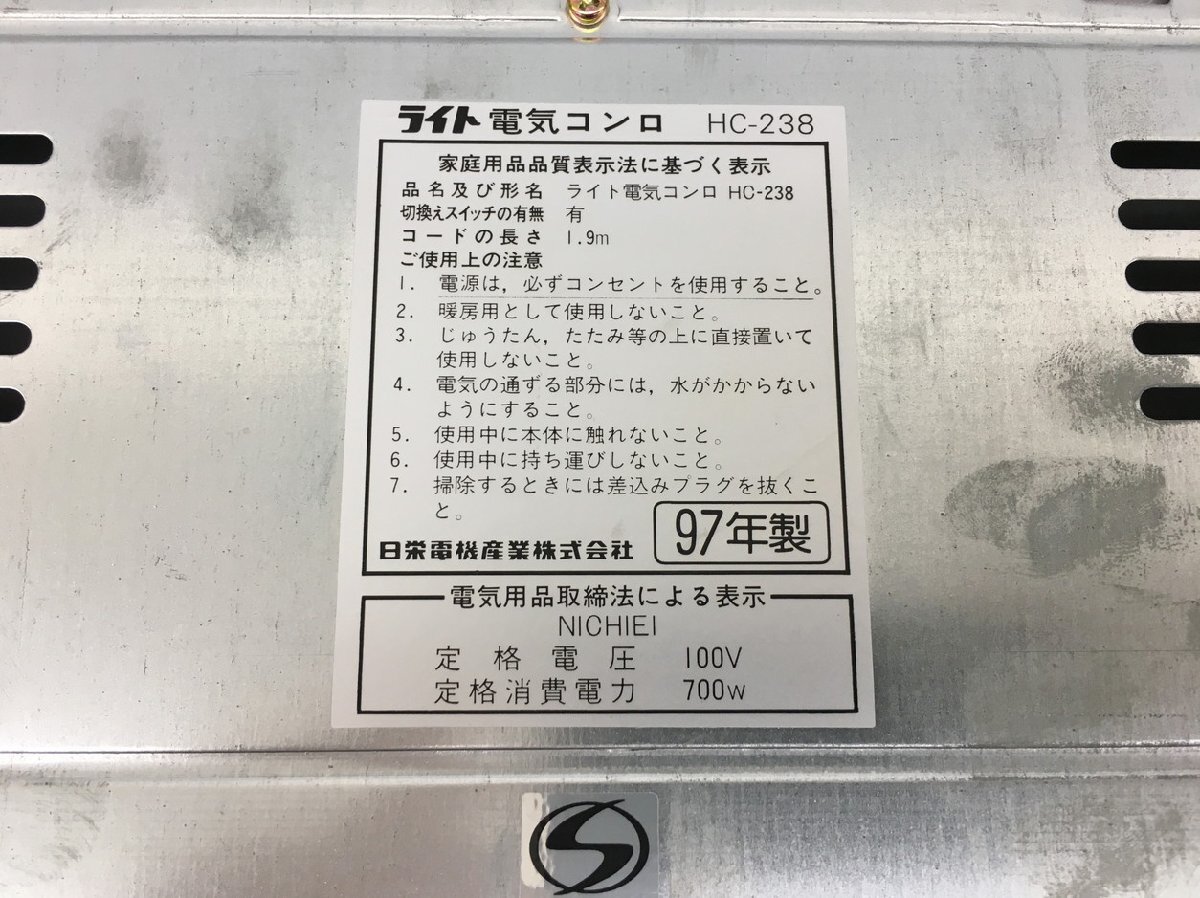 ライト電気コンロ HC-238
家庭用品品質表示法に基づく表示
品名及び形名 ライト電気コンロ HC-238
切換えスイッチの有無 有
コードの長さ 1.9m
ご使用上の注意
1. 電源は，必ずコンセントを使用すること。
2. 暖房用として使用しないこと。
3. じゅうたん，たたみ等の上に直接置いて
使用しないこと。
4. 電気の通ずる部分には，水がかからない
ようにすること。
5. 使用中に本体に触れないこと。
6. 使用中に持ち運びしないこと。
7. 掃除するときには差込みプラグを抜くこ
と。
日栄電機産業株式会社 97年製
電気用品取締法による表示
NICHIEI
定格電圧 100V
定格消費電力 700W